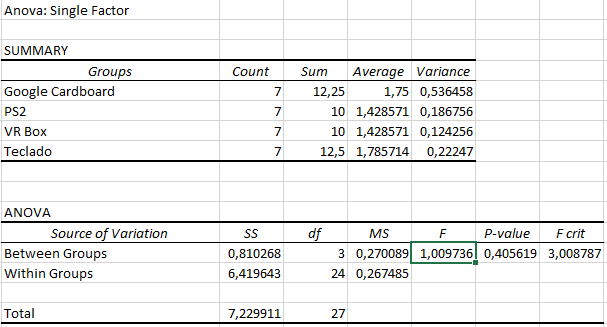 Anova: Single Factor
SUMMARY
Groups Count Sum Average Variance
Google Cardboard 7 12,25 1,75 0,536458
PS2 7 10 1,428571 0,186756
VR Box 7 10 1,428571 0,124256
Teclado 7 12,5 1,785714 0,22247
ANOVA
Source of Variation SS df MS F P-value F crit
Between Groups 0,810268 3 0,270089 1,009736 0,405619 3,008787
Within Groups 6,419643 24 0,267485
Total 7,229911 27